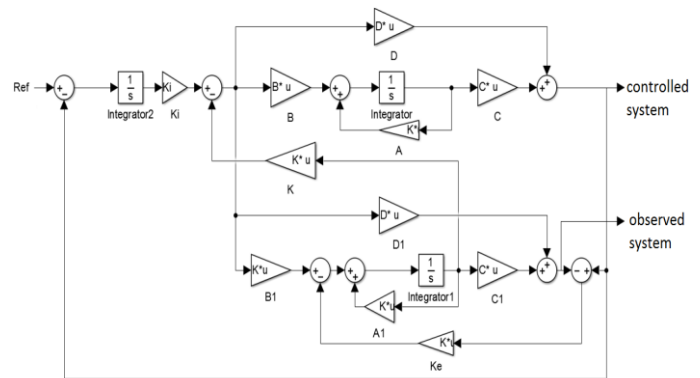 D* u
D
Ref
1
s
Integrator2
Ki
Ki
B* u
B
1
s
Integrator
C* u
C
controlled
system
K*
A
K* u
K
D* u
D1
observed
system
K*u
B1
1
s
Integrator1
C* u
C1
K*u
A1
K*u
Ke